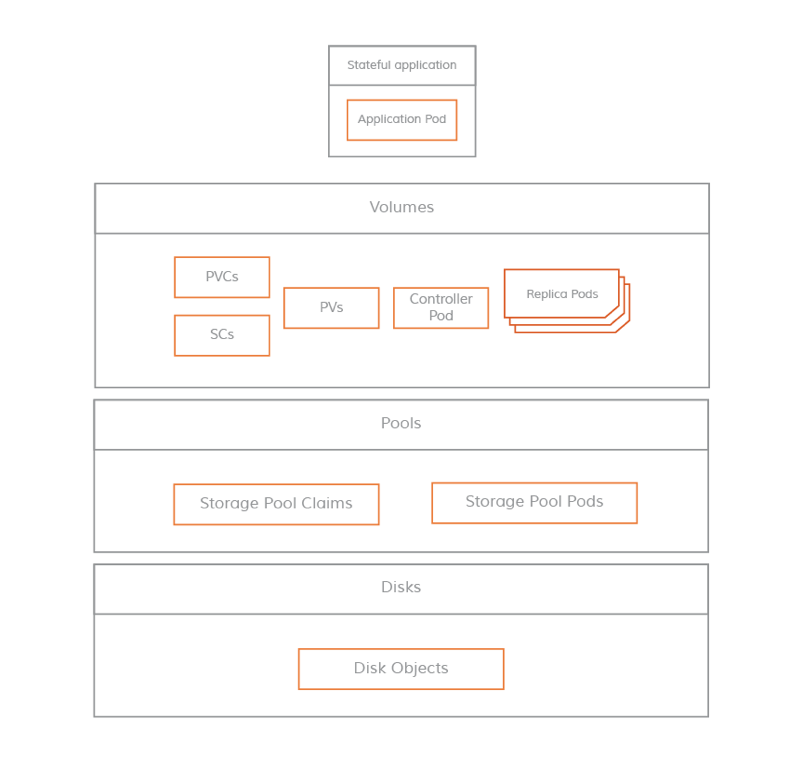 Stateful application
Application Pod
Volumes
PVCs
SCs
PVs
Controller
Pod
Replica Pods
Pools
Storage Pool Claims
Storage Pool Pods
Disks
Disk Objects